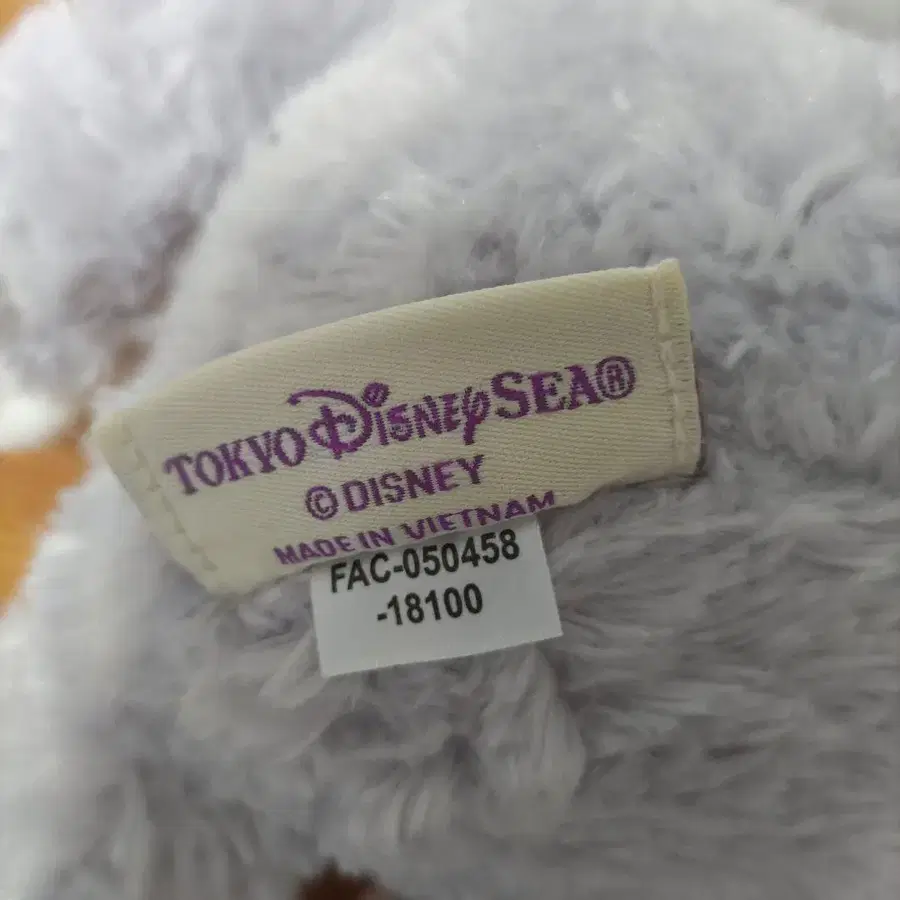 TOKYO DISNEYSEA®
©DISNEY
MADE IN VIETNAM
FAC-050458
-18100